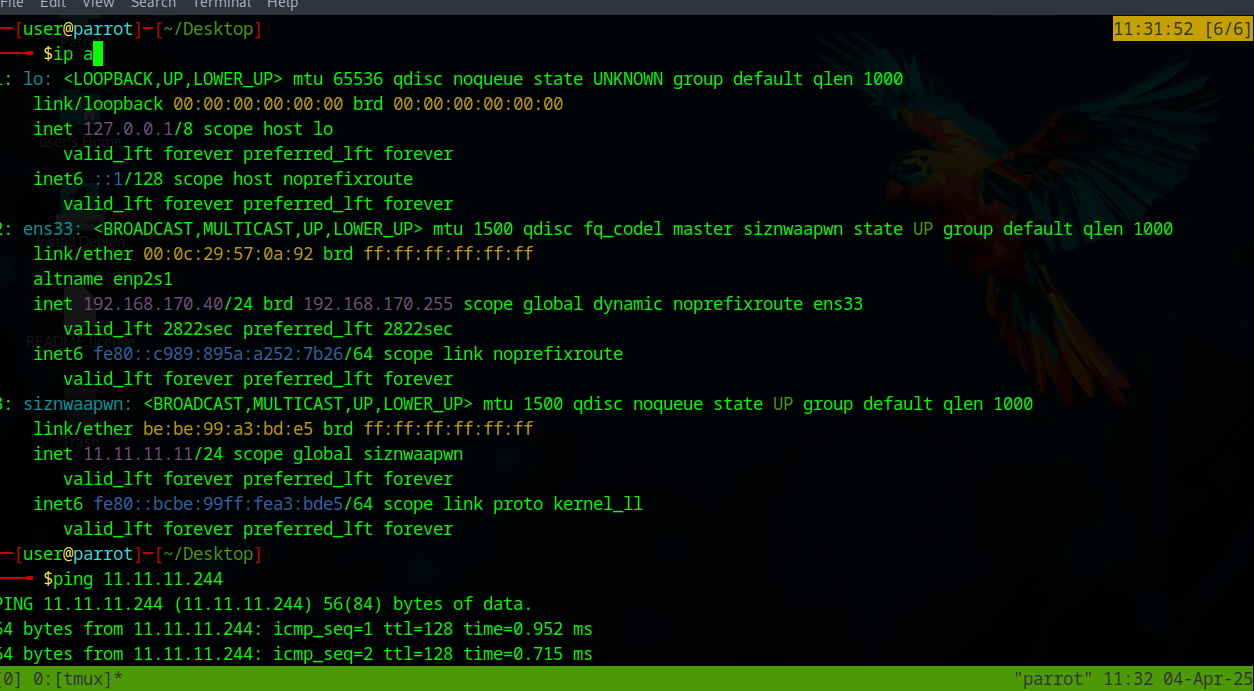 File Edit View Search Terminal Help
─[user@parrot]─[~/Desktop] 11:31:52 [6/6]
$ip a
1: lo: <LOOPBACK,UP,LOWER_UP> mtu 65536 qdisc noqueue state UNKNOWN group default qlen 1000
link/loopback 00:00:00:00:00:00 brd 00:00:00:00:00:00
inet 127.0.0.1/8 scope host lo
valid_lft forever preferred_lft forever
inet6 ::1/128 scope host noprefixroute
valid_lft forever preferred_lft forever
2: ens33: <BROADCAST,MULTICAST,UP,LOWER_UP> mtu 1500 qdisc fq_codel master siznwaapwn state UP group default qlen 1000
link/ether 00:0c:29:57:0a:92 brd ff:ff:ff:ff:ff:ff
altname enp2s1
inet 192.168.170.40/24 brd 192.168.170.255 scope global dynamic noprefixroute ens33
valid_lft 2822sec preferred_lft 2822sec
README.license
inet6 fe80::c989:895a:a252:7b26/64 scope link noprefixroute
valid_lft forever preferred_lft forever
3: siznwaapwn: <BROADCAST,MULTICAST,UP,LOWER_UP> mtu 1500 qdisc noqueue state UP group default qlen 1000
link/ether be:be:99:a3:bd:e5 brd ff:ff:ff:ff:ff:ff
Trash
inet 11.11.11.11/24 scope global siznwaapwn
valid_lft forever preferred_lft forever
inet6 fe80::bcbe:99ff:fea3:bde5/64 scope link proto kernel_ll
valid_lft forever preferred_lft forever
─[user@parrot]─[~/Desktop]
$ping 11.11.11.244
PING 11.11.11.244 (11.11.11.244) 56(84) bytes of data.
64 bytes from 11.11.11.244: icmp_seq=1 ttl=128 time=0.952 ms
64 bytes from 11.11.11.244: icmp_seq=2 ttl=128 time=0.715 ms
[0] 0:[tmux]* "parrot" 11:32 04-Apr-25